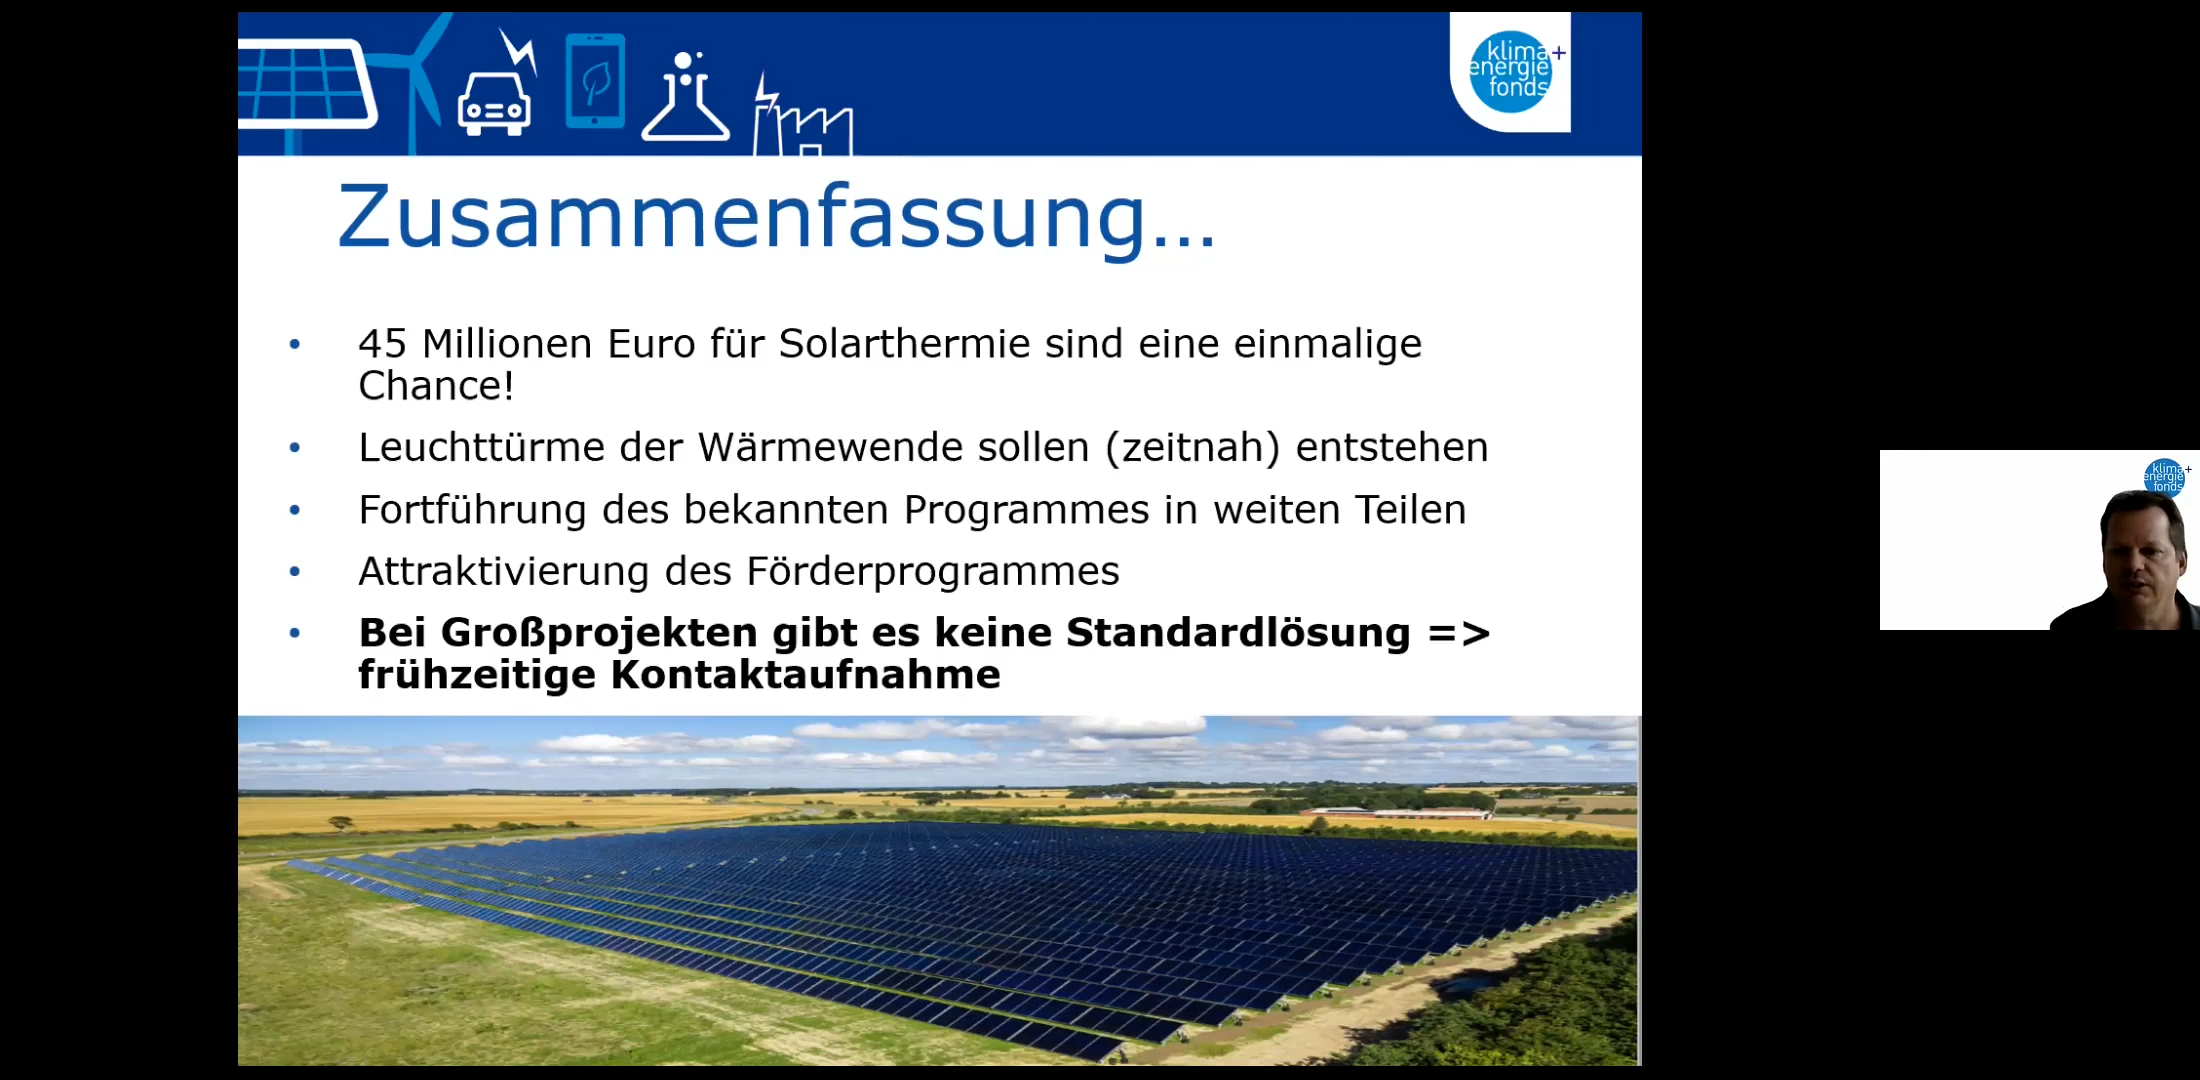 klima+
energie
fonds
Zusammenfassung...
• 45 Millionen Euro für Solarthermie sind eine einmalige
Chance!
• Leuchttürme der Wärmewende sollen (zeitnah) entstehen
• Fortführung des bekannten Programmes in weiten Teilen
• Attraktivierung des Förderprogrammes
• Bei Großprojekten gibt es keine Standardlösung =>
frühzeitige Kontaktaufnahme
klima+
energie
fonds